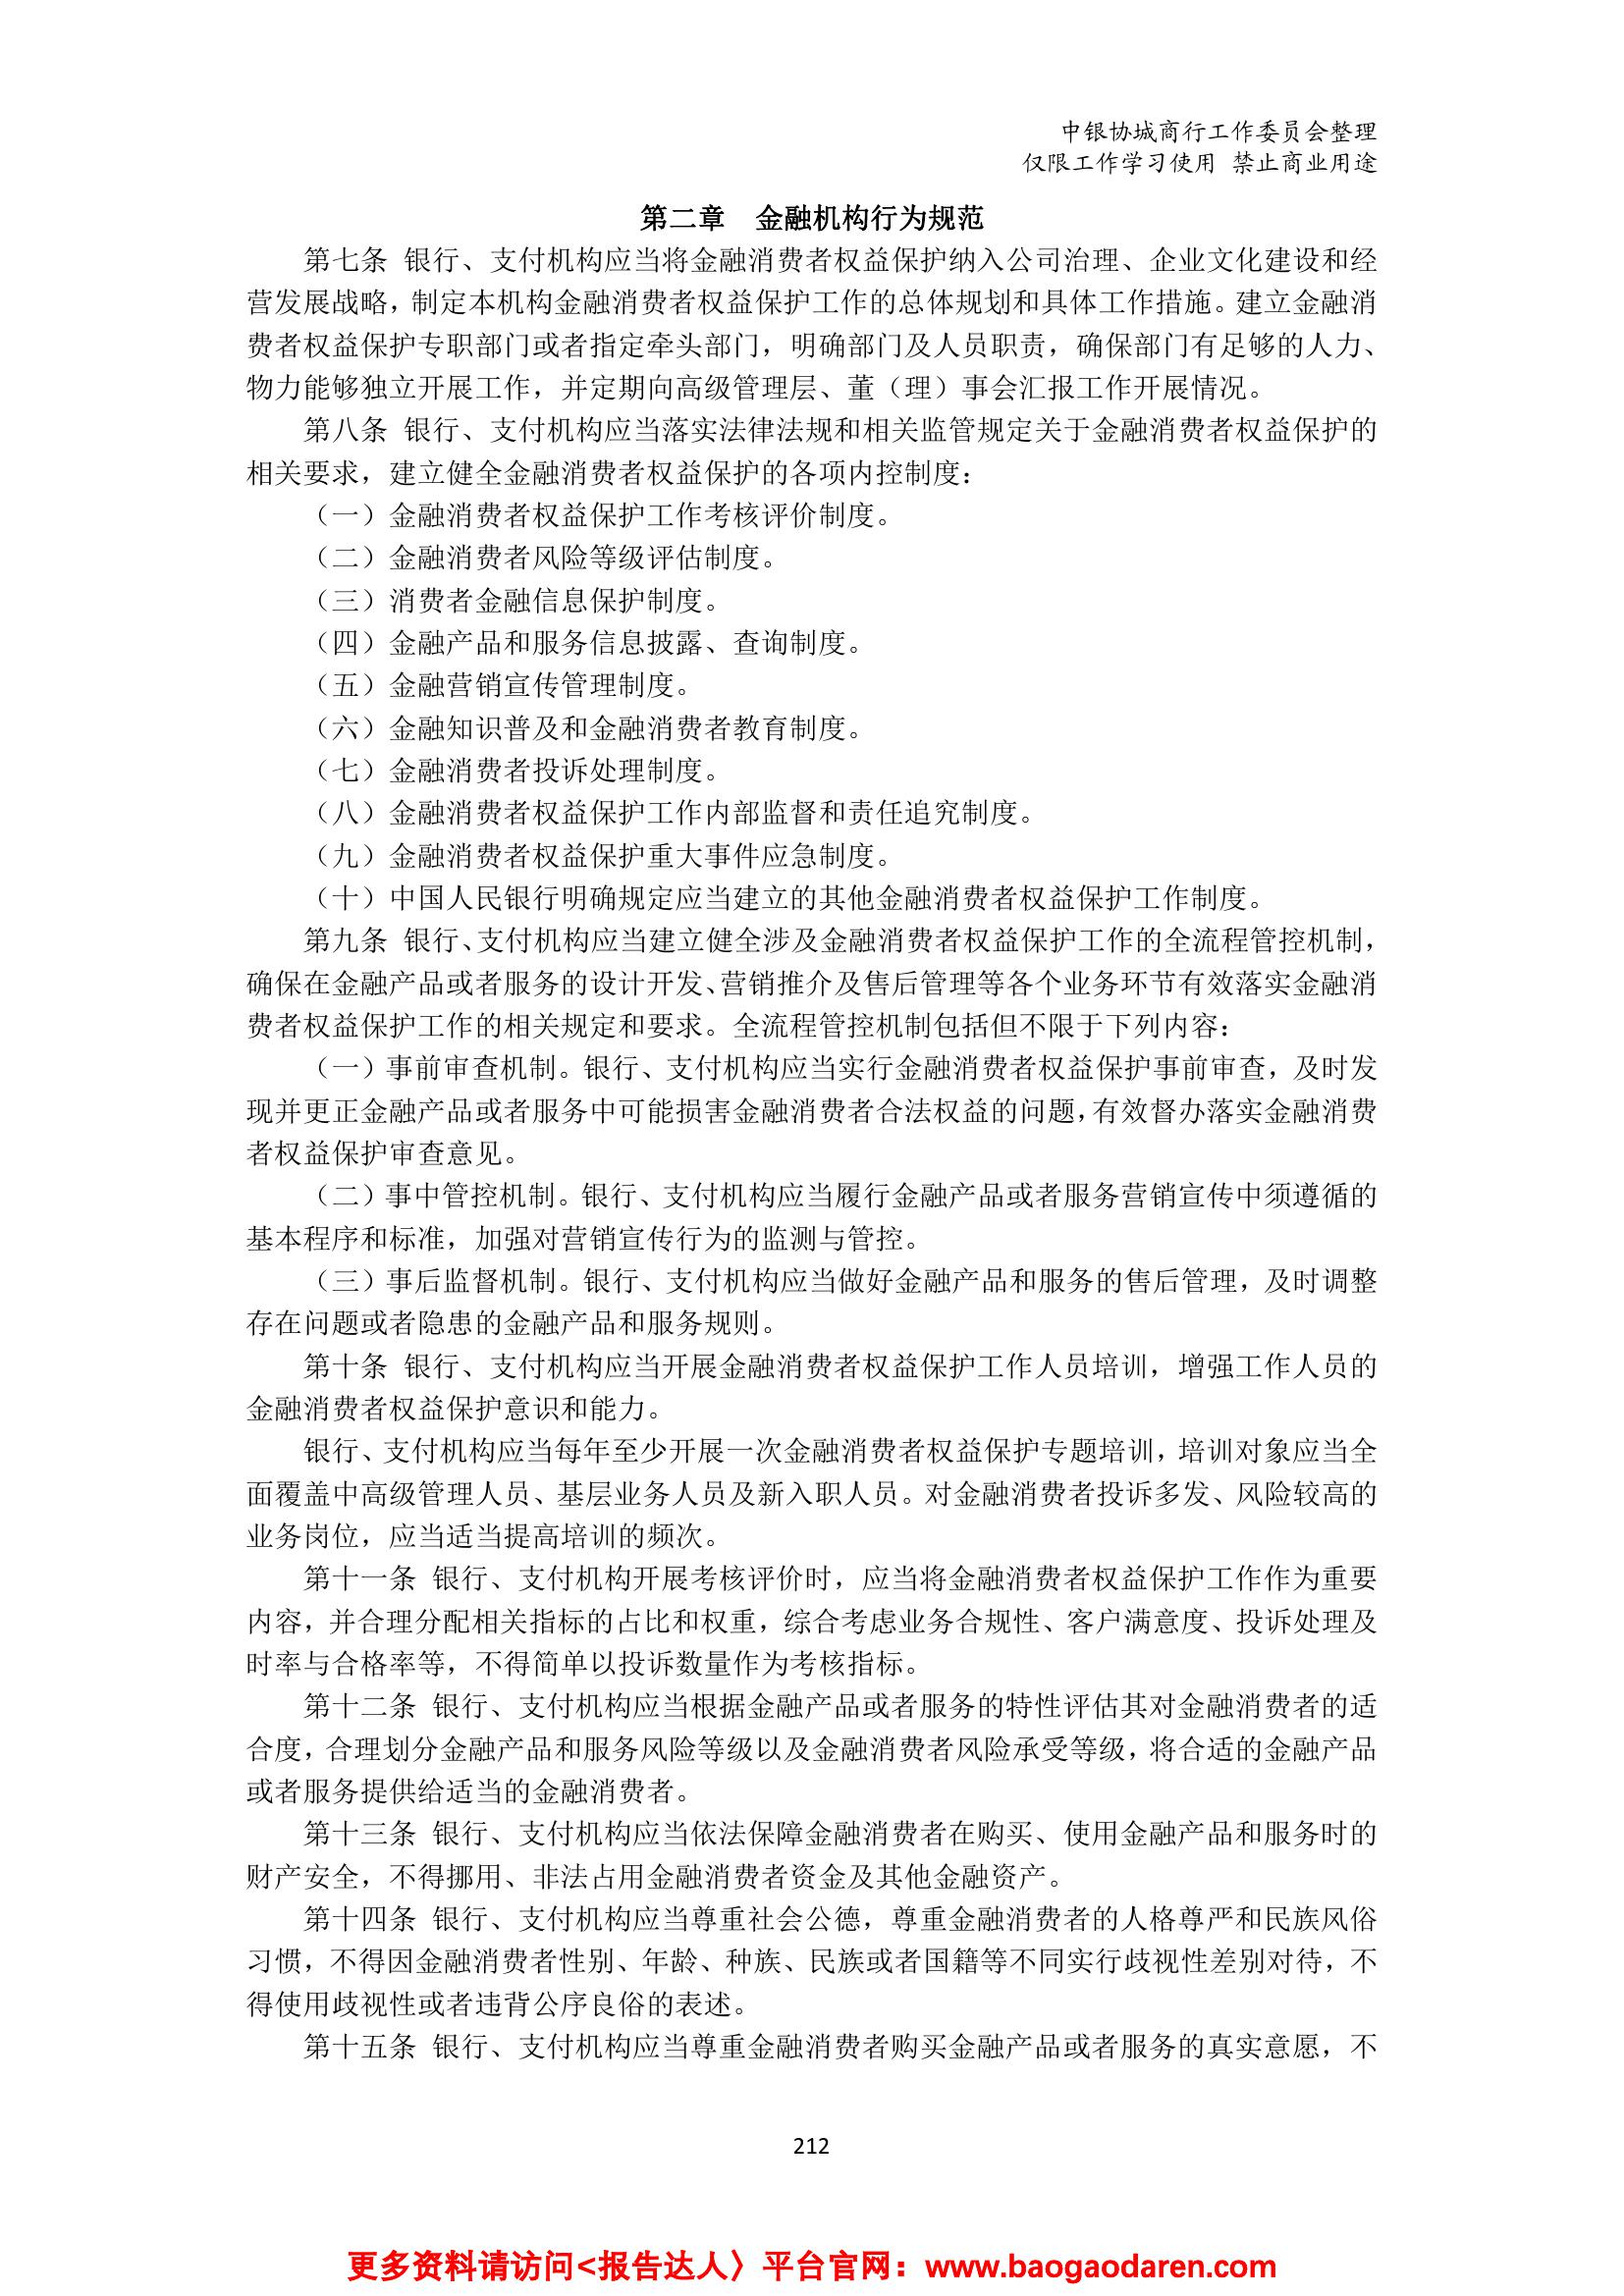 中银协城商行工作委员会整理
仅限工作学习使用 禁止商业用途
第二章 金融机构行为规范
第七条 银行、支付机构应当将金融消费者权益保护纳入公司治理、企业文化建设和经
营发展战略，制定本机构金融消费者权益保护工作的总体规划和具体工作措施。建立金融消
费者权益保护专职部门或者指定牵头部门，明确部门及人员职责，确保部门有足够的人力、
物力能够独立开展工作，并定期向高级管理层、董（理）事会汇报工作开展情况。
第八条 银行、支付机构应当落实法律法规和相关监管规定关于金融消费者权益保护的
相关要求，建立健全金融消费者权益保护的各项内控制度：
（一）金融消费者权益保护工作考核评价制度。
（二）金融消费者风险等级评估制度。
（三）消费者金融信息保护制度。
（四）金融产品和服务信息披露、查询制度。
（五）金融营销宣传管理制度。
（六）金融知识普及和金融消费者教育制度。
（七）金融消费者投诉处理制度。
（八）金融消费者权益保护工作内部监督和责任追究制度。
（九）金融消费者权益保护重大事件应急制度。
（十）中国人民银行明确规定应当建立的其他金融消费者权益保护工作制度。
第九条 银行、支付机构应当建立健全涉及金融消费者权益保护工作的全流程管控机制，
确保在金融产品或者服务的设计开发、营销推介及售后管理等各个业务环节有效落实金融消
费者权益保护工作的相关规定和要求。全流程管控机制包括但不限于下列内容：
（一）事前审查机制。银行、支付机构应当实行金融消费者权益保护事前审查，及时发
现并更正金融产品或者服务中可能损害金融消费者合法权益的问题，有效督办落实金融消费
者权益保护审查意见。
（二）事中管控机制。银行、支付机构应当履行金融产品或者服务营销宣传中须遵循的
基本程序和标准，加强对营销宣传行为的监测与管控。
（三）事后监督机制。银行、支付机构应当做好金融产品和服务的售后管理，及时调整
存在问题或者隐患的金融产品和服务规则。
第十条 银行、支付机构应当开展金融消费者权益保护工作人员培训，增强工作人员的
金融消费者权益保护意识和能力。
银行、支付机构应当每年至少开展一次金融消费者权益保护专题培训，培训对象应当全
面覆盖中高级管理人员、基层业务人员及新入职人员。对金融消费者投诉多发、风险较高的
业务岗位，应当适当提高培训的频次。
第十一条 银行、支付机构开展考核评价时，应当将金融消费者权益保护工作作为重要
内容，并合理分配相关指标的占比和权重，综合考虑业务合规性、客户满意度、投诉处理及
时率与合格率等，不得简单以投诉数量作为考核指标。
第十二条 银行、支付机构应当根据金融产品或者服务的特性评估其对金融消费者的适
合度，合理划分金融产品和服务风险等级以及金融消费者风险承受等级，将合适的金融产品
或者服务提供给适当的金融消费者。
第十三条 银行、支付机构应当依法保障金融消费者在购买、使用金融产品和服务时的
财产安全，不得挪用、非法占用金融消费者资金及其他金融资产。
第十四条 银行、支付机构应当尊重社会公德，尊重金融消费者的人格尊严和民族风俗
习惯，不得因金融消费者性别、年龄、种族、民族或者国籍等不同实行歧视性差别对待，不
得使用歧视性或者违背公序良俗的表述。
第十五条 银行、支付机构应当尊重金融消费者购买金融产品或者服务的真实意愿，不
212
更多资料请访问<报告达人〉平台官网：www.baogaodaren.com